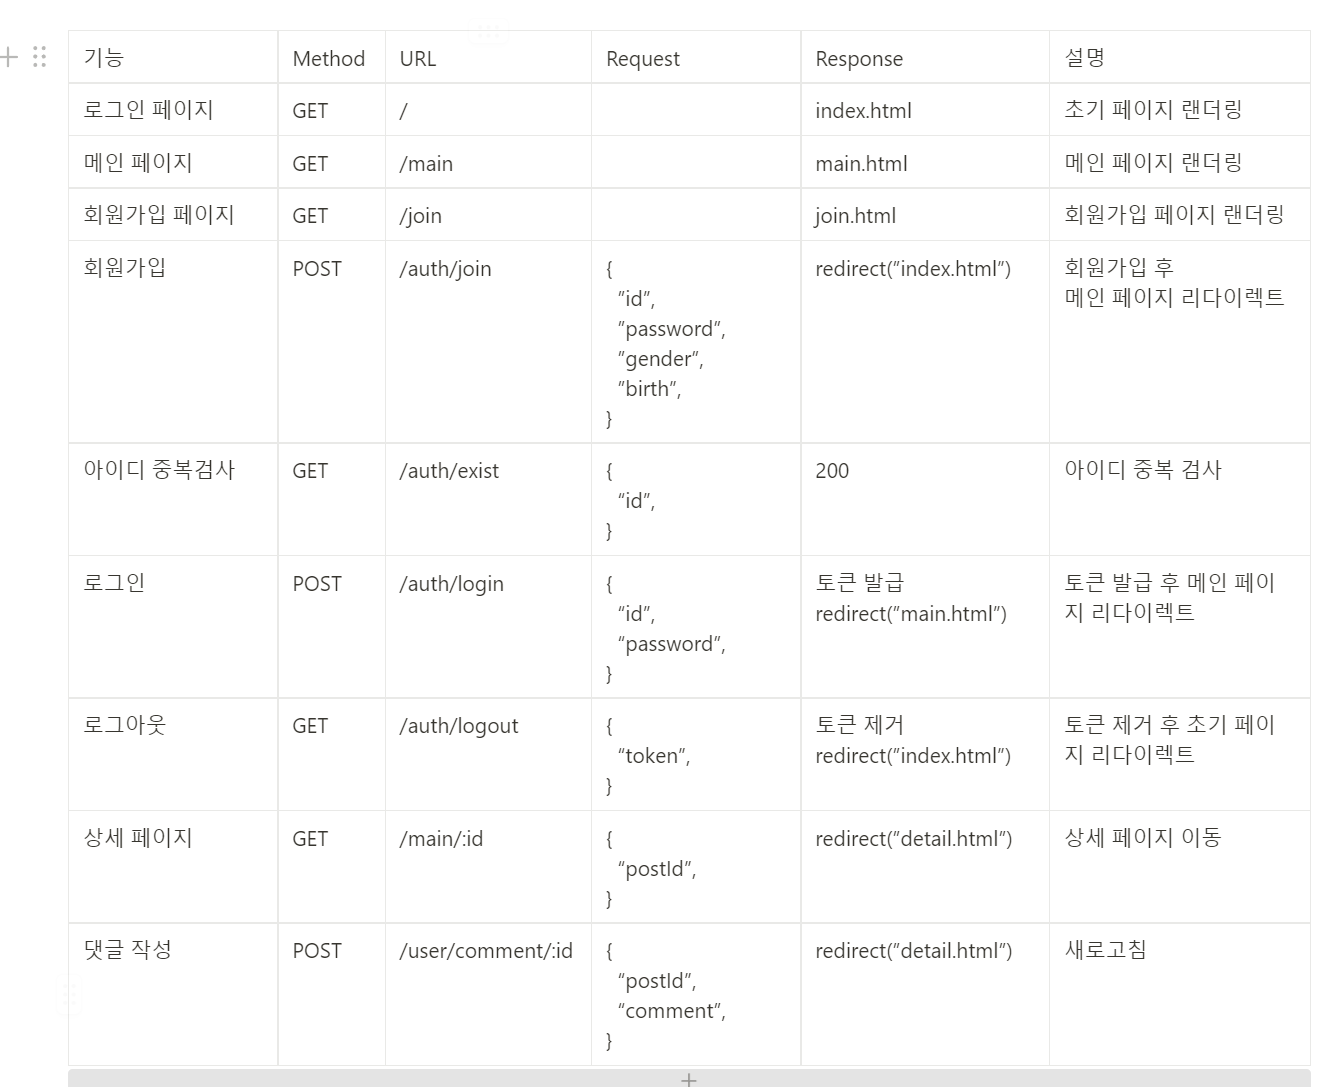 기능 Method URL Request Response 설명
로그인 페이지 GET / index.html 초기 페이지 랜더링
메인 페이지 GET /main main.html 메인 페이지 랜더링
회원가입 페이지 GET /join join.html 회원가입 페이지 랜더링
회원가입 POST /auth/join { redirect(”index.html”) 회원가입 후
“id”, 메인 페이지 리다이렉트
”password”,
”gender”,
”birth”,
}
아이디 중복검사 GET /auth/exist { 200 아이디 중복 검사
“id”,
}
로그인 POST /auth/login { 토큰 발급 토큰 발급 후 메인 페이
“id”, redirect(”main.html”) 지 리다이렉트
“password”,
}
로그아웃 GET /auth/logout { 토큰 제거 토큰 제거 후 초기 페이
“token”, redirect(”index.html”) 지 리다이렉트
}
상세 페이지 GET /main/:id { redirect(”detail.html”) 상세 페이지 이동
“postId”,
}
댓글 작성 POST /user/comment/:id { redirect(”detail.html”) 새로고침
“postId”,
“comment”,
}